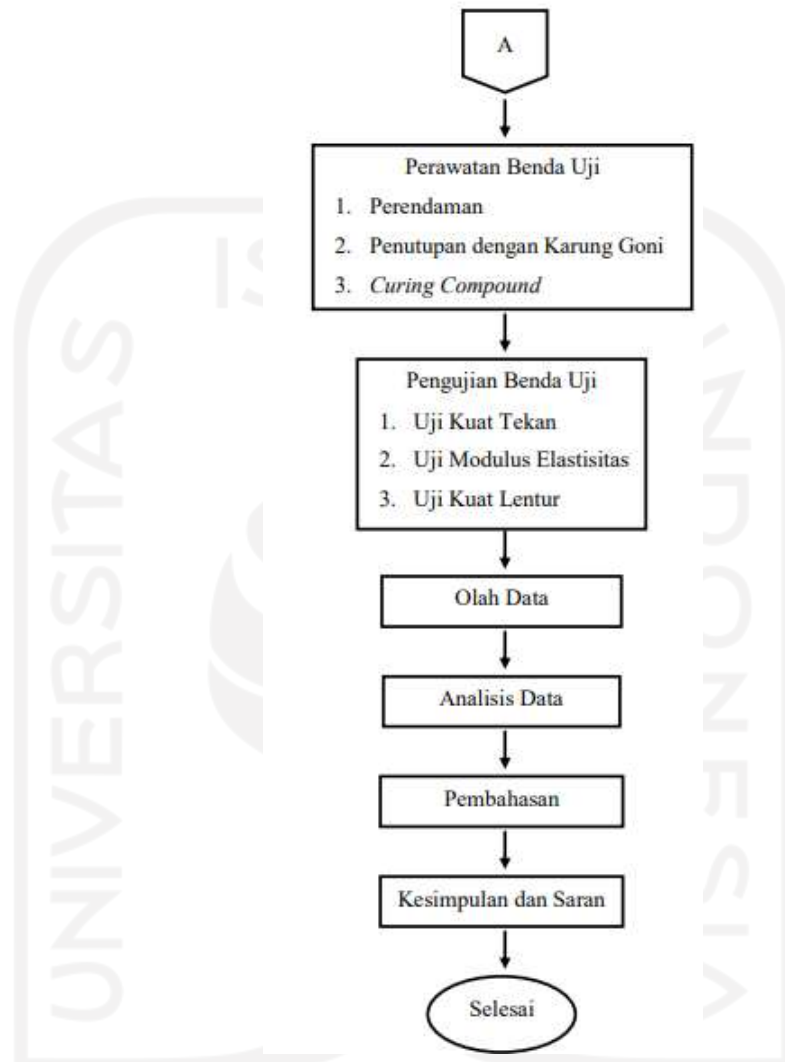 A
Perawatan Benda Uji
1. Perendaman
2. Penutupan dengan Karung Goni
3. Curing Compound
Pengujian Benda Uji
1. Uji Kuat Tekan
2. Uji Modulus Elastisitas
3. Uji Kuat Lentur
Olah Data
Analisis Data
Pembahasan
Kesimpulan dan Saran
Selesai
UNIVERSITAS